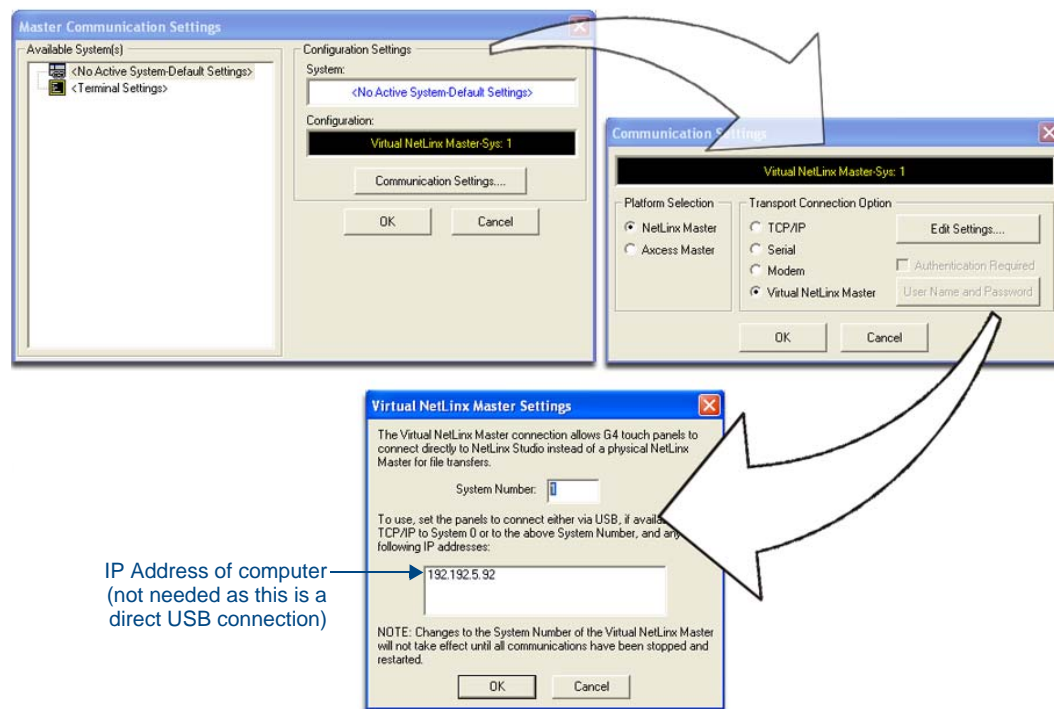 Master Communication Settings
Available System(s)
<No Active System-Default Settings>
<Terminal Settings>
Configuration Settings
System:
<No Active System-Default Settings>
Configuration:
Virtual NetLinx Master-Sys: 1
Communication Settings....
OK Cancel
Communication Settings
Virtual NetLinx Master-Sys: 1
Platform Selection
NetLinx Master
Axcess Master
Transport Connection Option
TCP/IP
Serial
Modem
Virtual NetLinx Master
Edit Settings....
Authentication Required
User Name and Password
OK Cancel
Virtual NetLinx Master Settings
The Virtual NetLinx Master connection allows G4 touch panels to
connect directly to NetLinx Studio instead of a physical NetLinx
Master for file transfers.
System Number: 1
To use, set the panels to connect either via USB, if
TCP/IP to System 0 or to the above System Number, and any
following IP addresses:
192.192.5.92
NOTE: Changes to the System Number of the Virtual NetLinx Master
will not take effect until all communications have been stopped and
restarted.
OK Cancel
IP Address of computer
(not needed as this is a
direct USB connection)